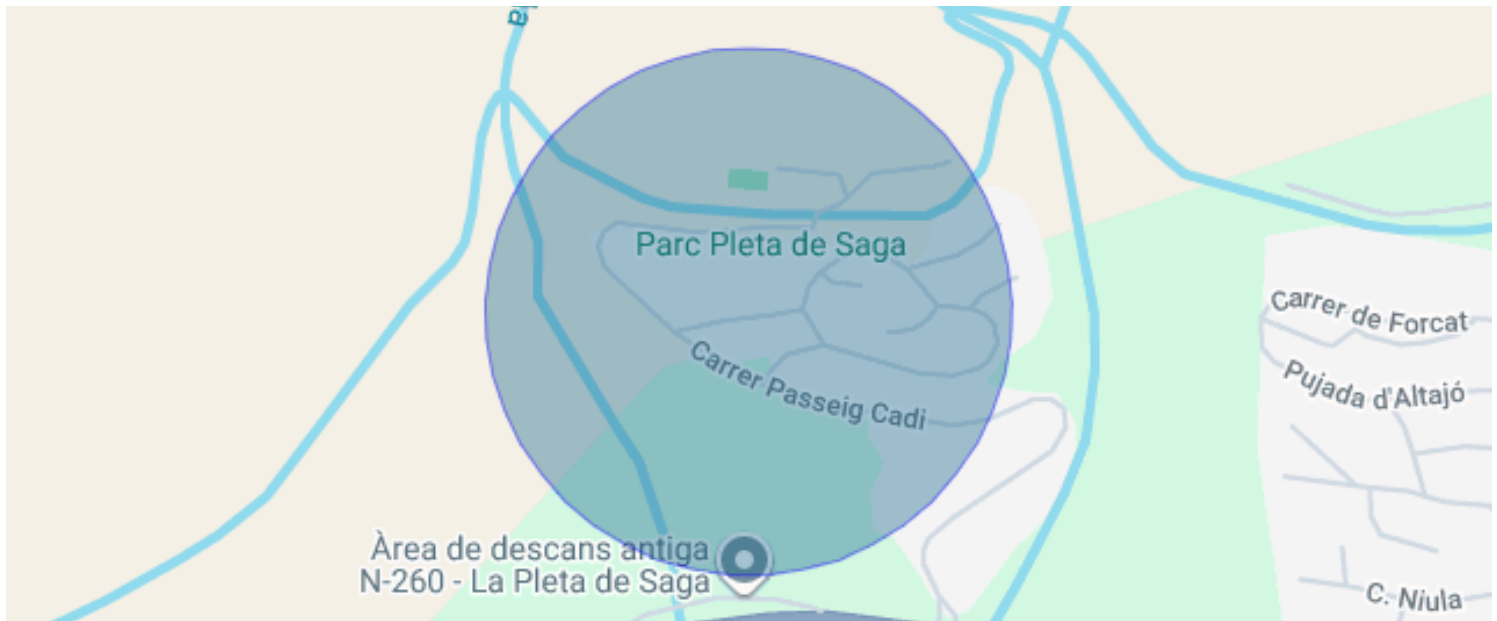 Parc Pleta de Saga
Carrer de Forcat
Carrer Passeig Cadi
Pujada d'Altajó
Àrea de descans antiga
N-260 - La Pleta de Saga
C. Níula